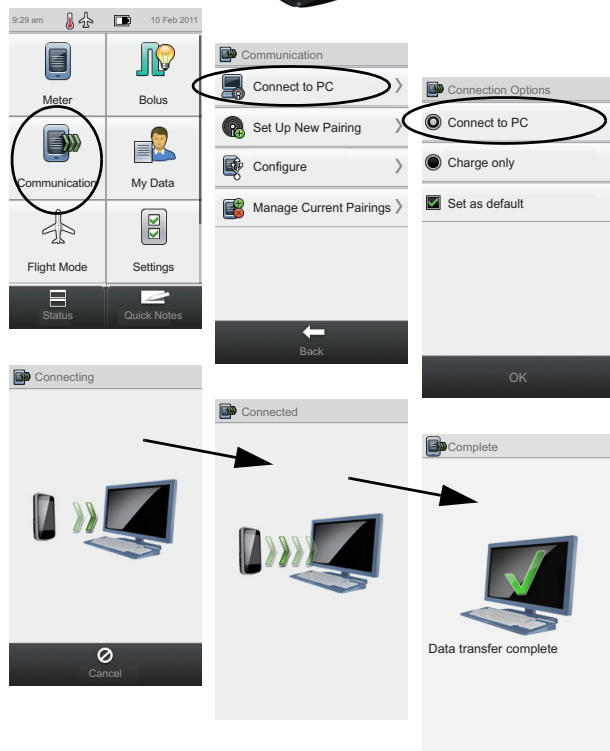 9:29 am 10 Feb 2011
Meter Bolus
Communication My Data
Flight Mode Settings
Status Quick Notes
Communication
Connect to PC
Set Up New Pairing
Configure
Manage Current Pairings
Back
Connection Options
Connect to PC
Charge only
Set as default
OK
Connecting
Cancel
Connected
Complete
Data transfer complete